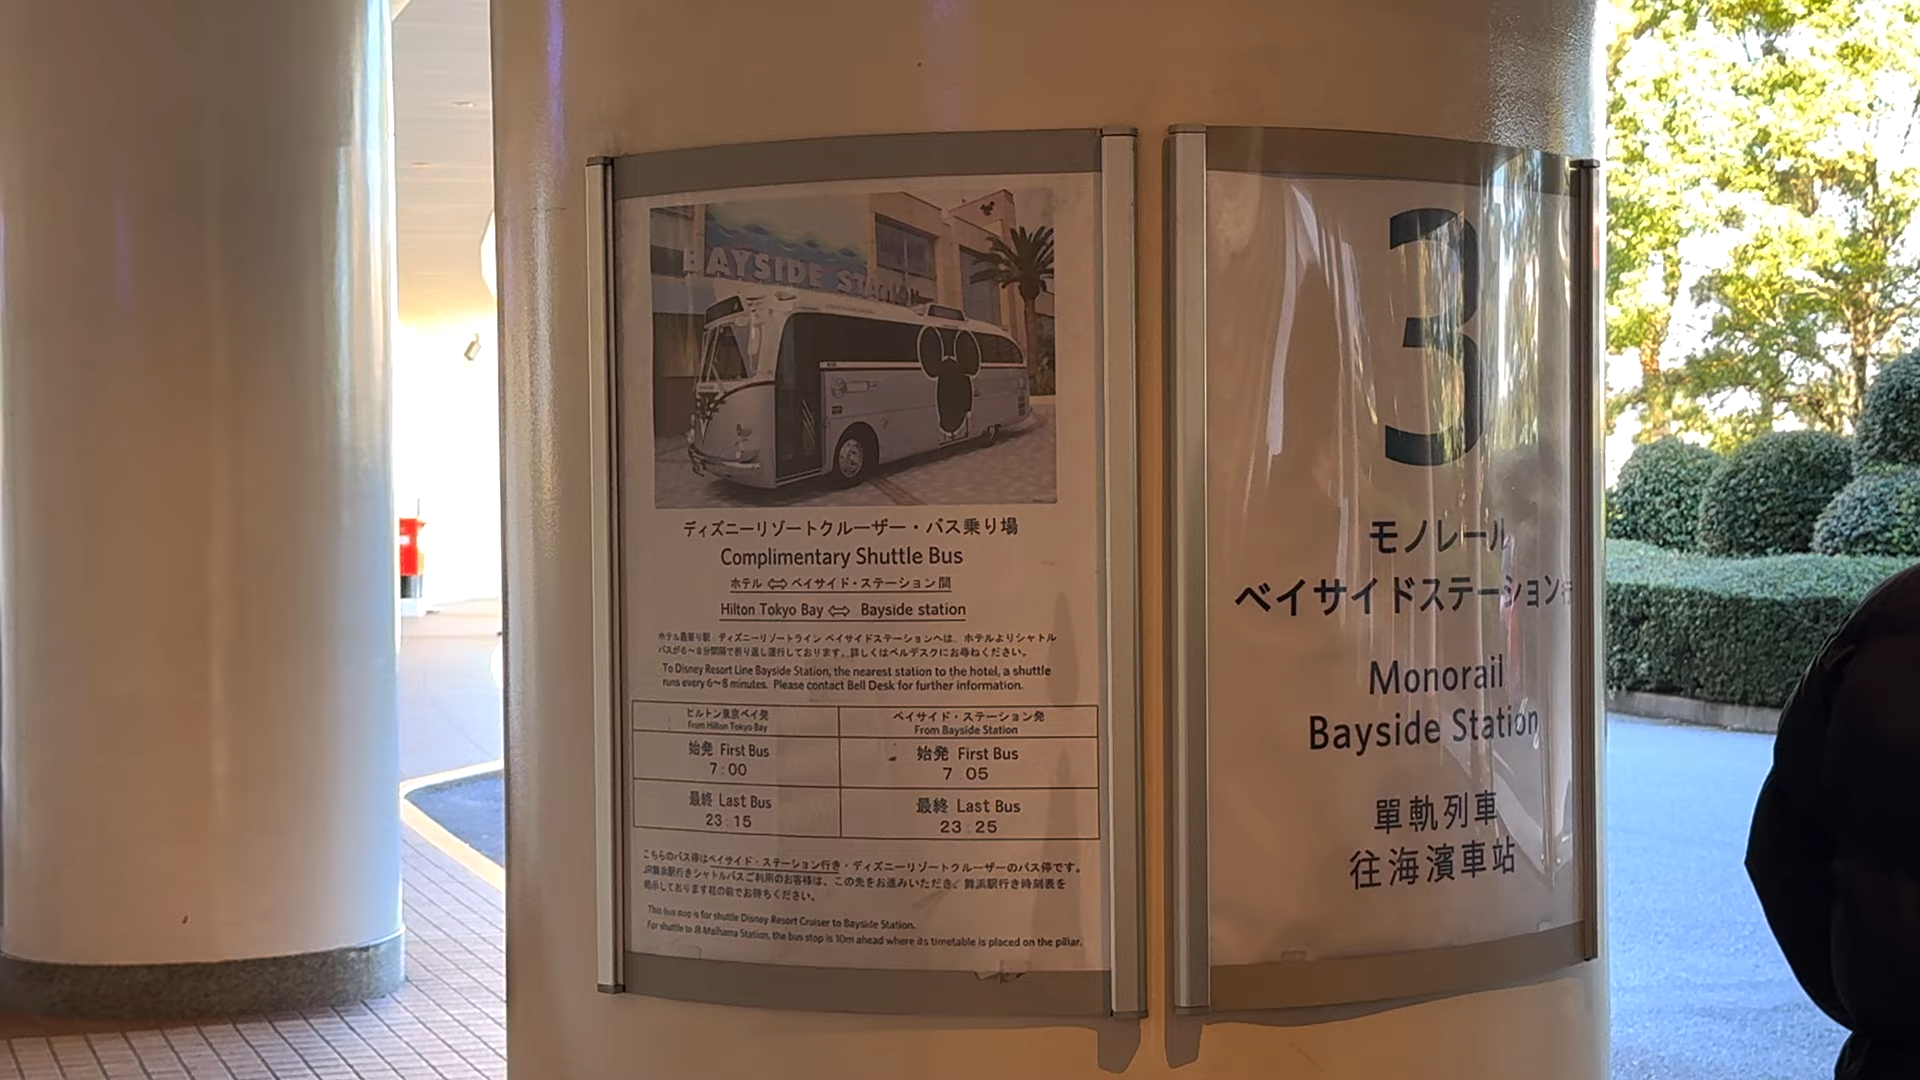 BAYSIDE STATION
ディズニーリゾートクルーザー・バス乗り場
Complimentary Shuttle Bus
ホテル ⇔ ベイサイド・ステーション間
Hilton Tokyo Bay ⇔ Bayside station
ホテル最寄り駅 ディズニーリゾートライン ベイサイドステーションへは、ホテルよりシャトル
バスが6～8分間隔で折り返し運行しております。詳しくはベルデスクにお尋ねください。
To Disney Resort Line Bayside Station, the nearest station to the hotel, a shuttle
runs every 6~8 minutes. Please contact Bell Desk for further information.
ヒルトン東京ベイ発
From Hilton Tokyo Bay
ベイサイド・ステーション発
From Bayside Station
始発 First Bus
7:00
始発 First Bus
7 05
最終 Last Bus
23:15
最終 Last Bus
23 25
こちらのバス停はベイサイド・ステーション行き・ディズニーリゾートクルーザーのバス停です。
JR舞浜駅行きシャトルバスご利用のお客様は、この先をお進みいただき、舞浜駅行き時刻表を
掲示しております柱の前でお待ちください。
This bus stop is for shuttle Disney Resort Cruiser to Bayside Station.
For shuttle to JR Maihama Station, the bus stop is 10m ahead where its timetable is placed on the pillar.
3
モノレール
ベイサイドステーション行
Monorail
Bayside Station
單軌列車
往海濱車站